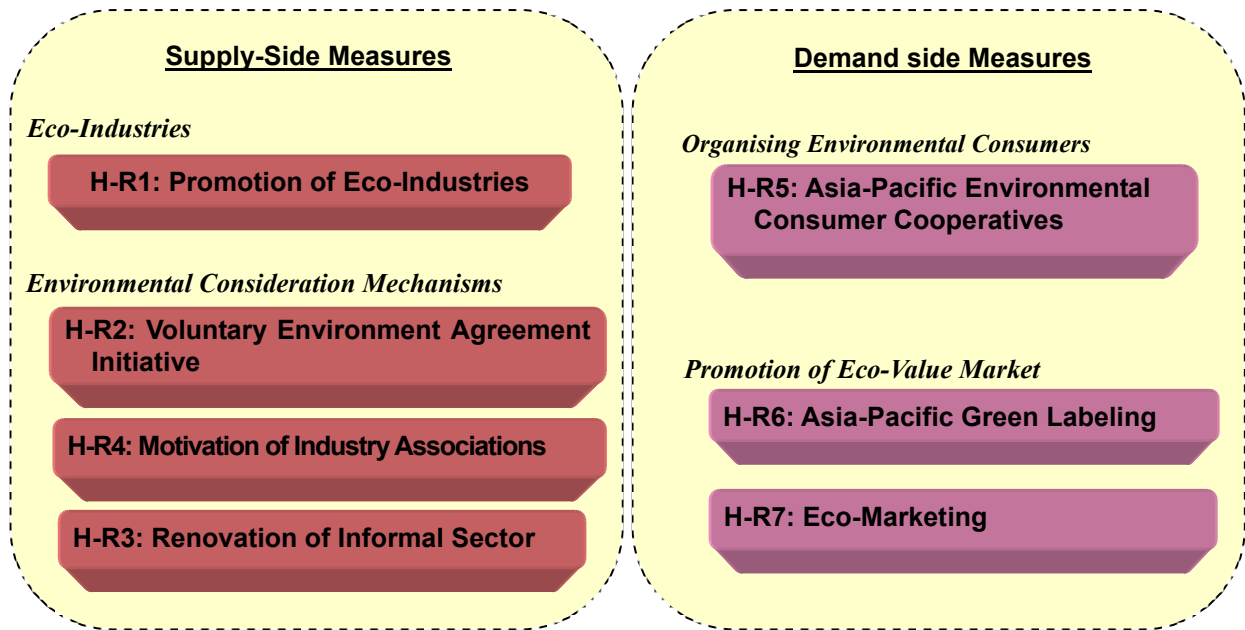 Supply-Side Measures
Eco-Industries
H-R1: Promotion of Eco-Industries
Environmental Consideration Mechanisms
H-R2: Voluntary Environment Agreement
Initiative
H-R4: Motivation of Industry Associations
H-R3: Renovation of Informal Sector
Demand side Measures
Organising Environmental Consumers
H-R5: Asia-Pacific Environmental
Consumer Cooperatives
Promotion of Eco-Value Market
H-R6: Asia-Pacific Green Labeling
H-R7: Eco-Marketing